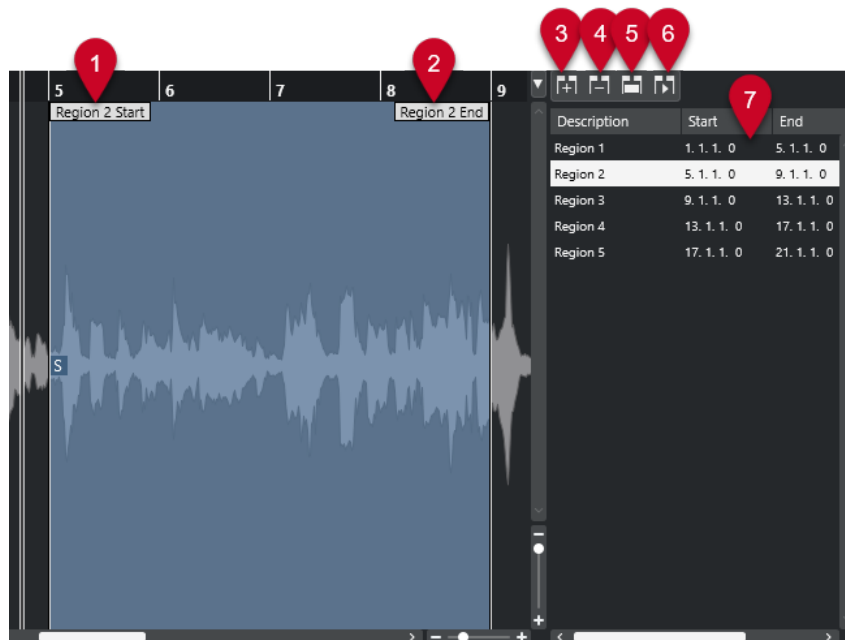 1 2 3 4 5 6 7
5 6 7 8 9
Region 2 Start Region 2 End
Description Start End
Region 1 1. 1. 1. 0 5. 1. 1. 0
Region 2 5. 1. 1. 0 9. 1. 1. 0
Region 3 9. 1. 1. 0 13. 1. 1. 0
Region 4 13. 1. 1. 0 17. 1. 1. 0
Region 5 17. 1. 1. 0 21. 1. 1. 0
S